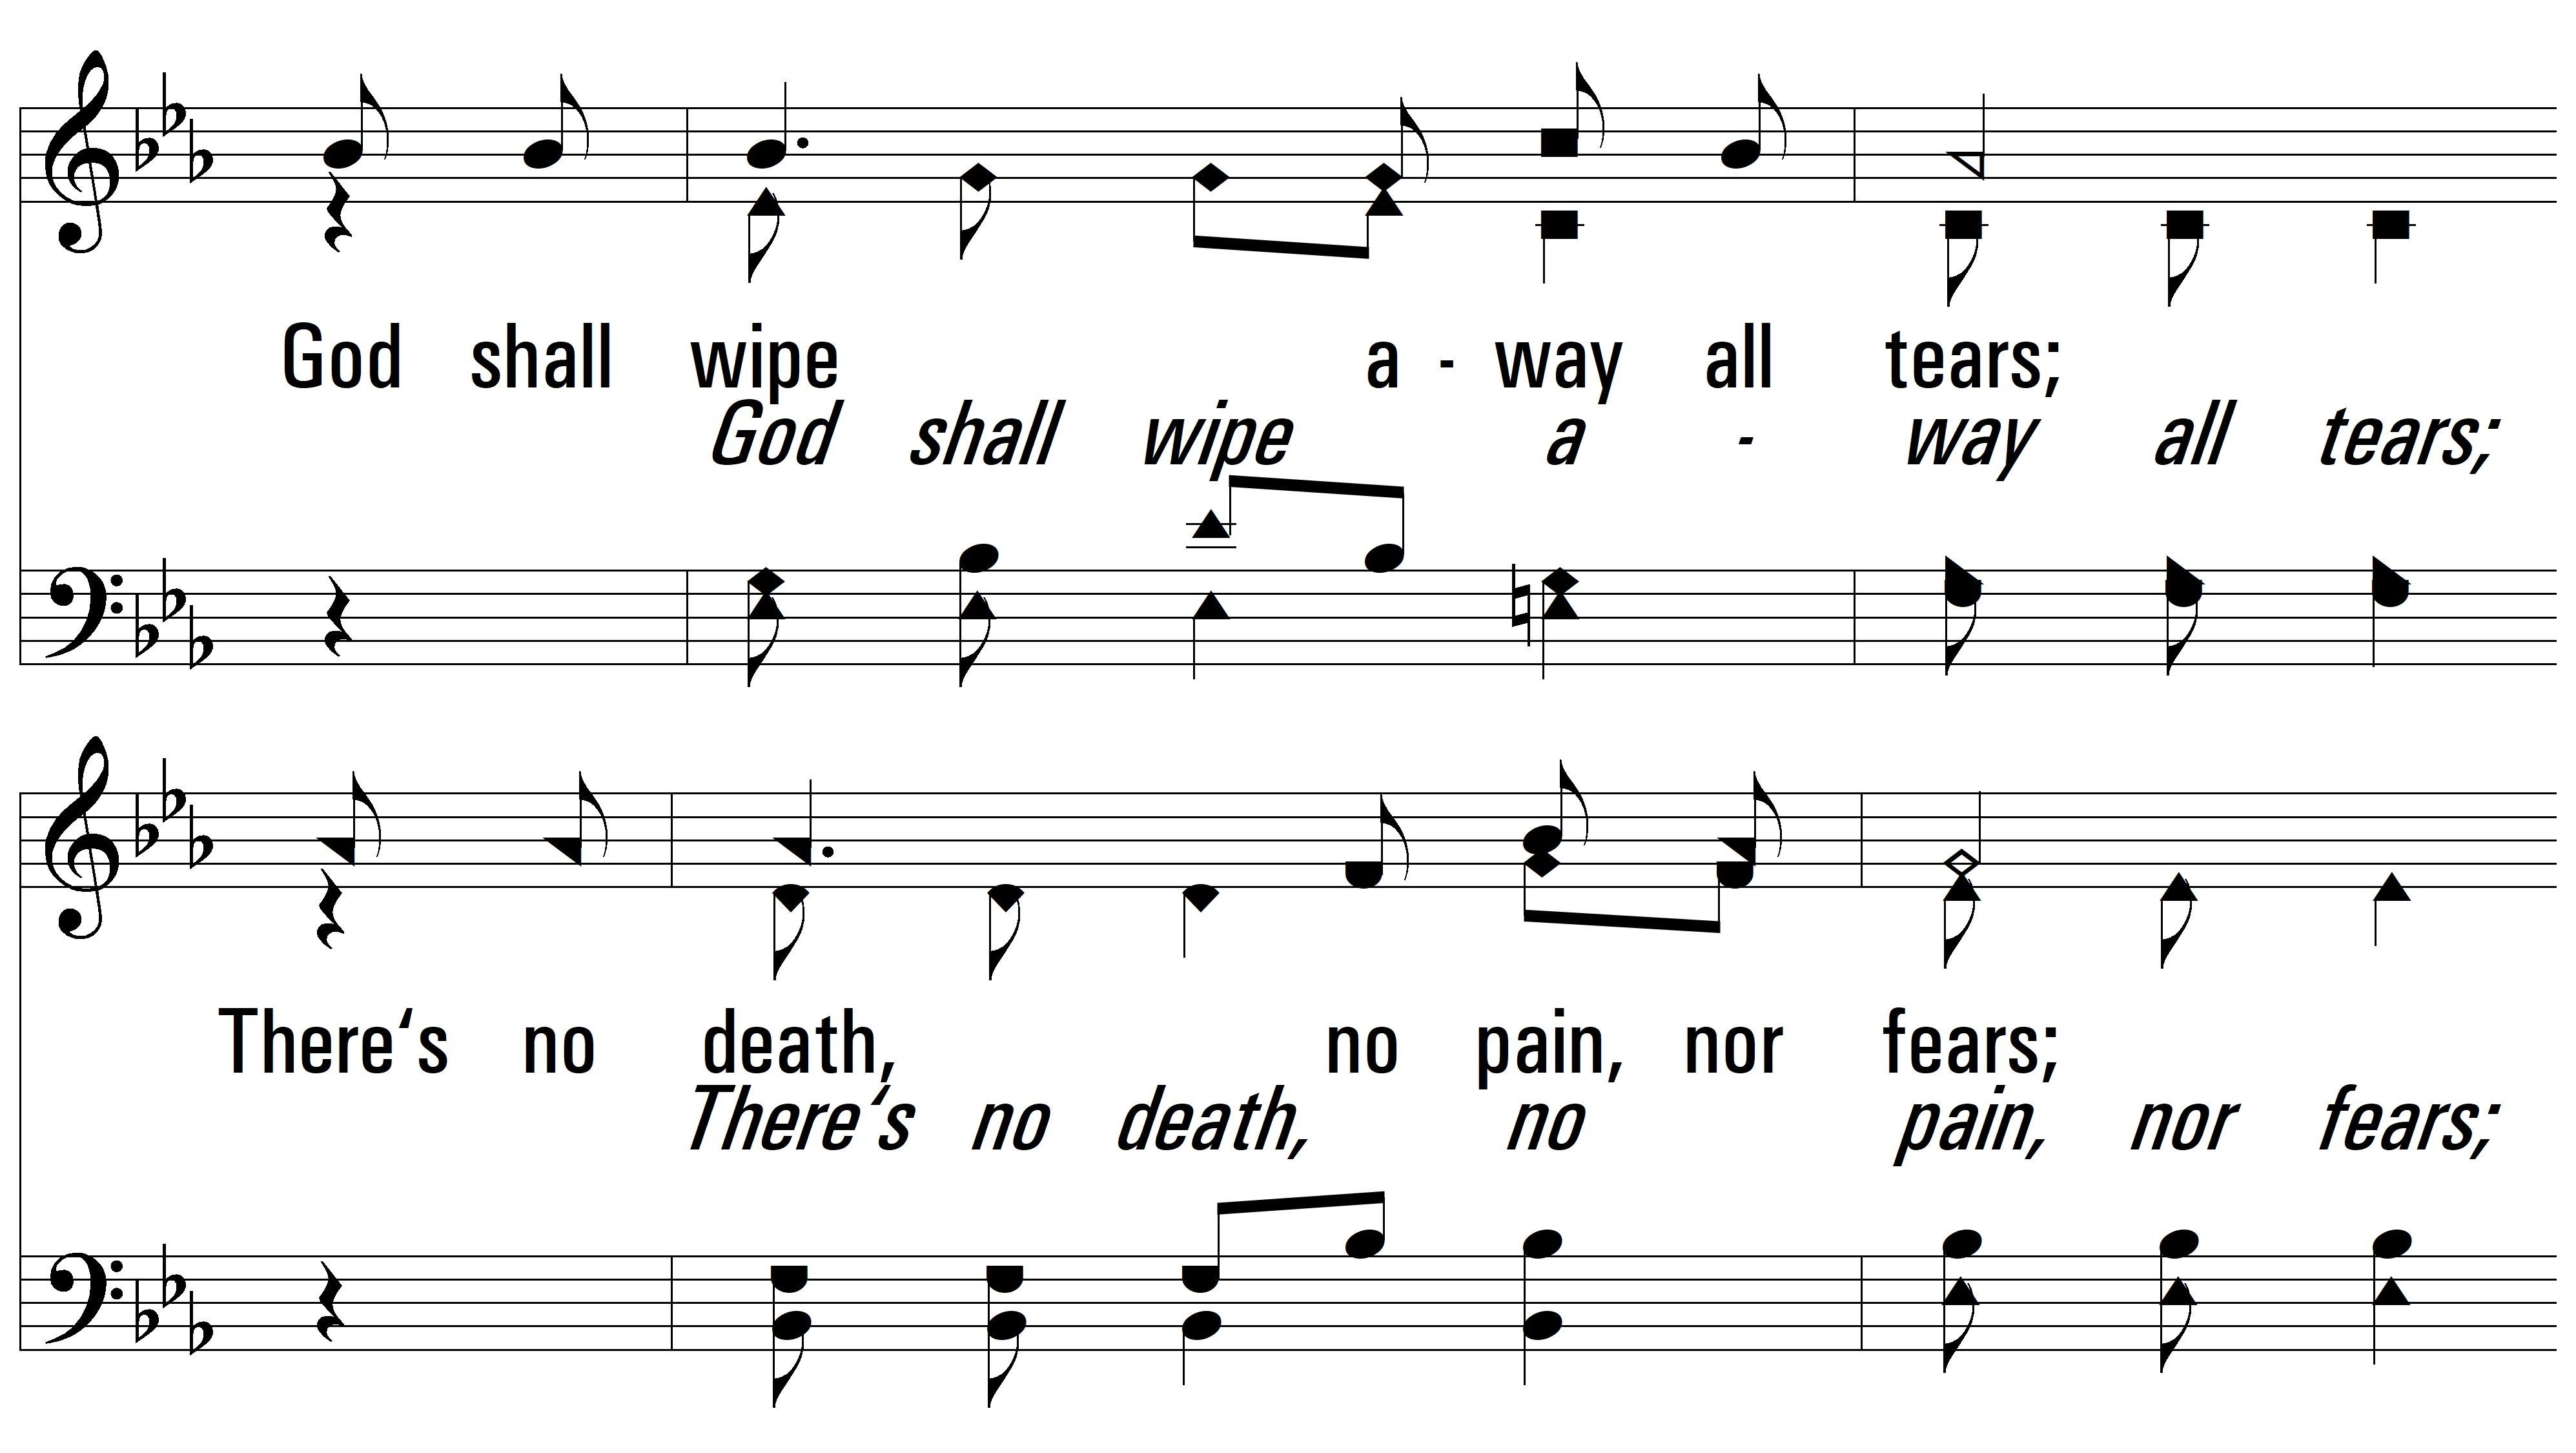 God shall wipe a - way all tears;
God shall wipe a - way all tears;
There‘s no death, no pain, nor fears;
There‘s no death, no pain, nor fears;